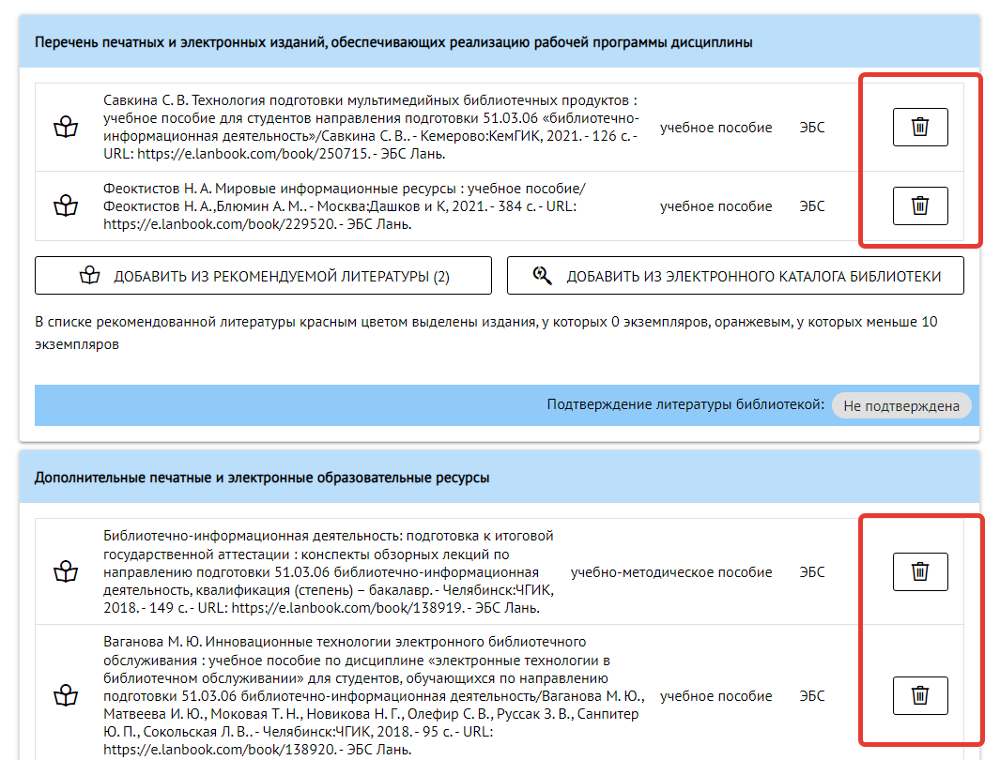 Перечень печатных и электронных изданий, обеспечивающих реализацию рабочей программы дисциплины
Савкина С. В. Технология подготовки мультимедийных библиотечных продуктов :
учебное пособие для студентов направления подготовки 51.03.06 «библиотечно-
информационная деятельность»/Савкина С. В.. - Кемерово:КемГИК, 2021. - 126 с. -
URL: https://e.lanbook.com/book/250715. - ЭБС Лань.
учебное пособие
ЭБС
Феоктистов Н. А. Мировые информационные ресурсы : учебное пособие/
Феоктистов Н. А.,Блюмин А. М.. - Москва:Дашков и К, 2021. - 384 с. - URL:
https://e.lanbook.com/book/229520. - ЭБС Лань.
учебное пособие
ЭБС
ДОБАВИТЬ ИЗ РЕКОМЕНДУЕМОЙ ЛИТЕРАТУРЫ (2)
ДОБАВИТЬ ИЗ ЭЛЕКТРОННОГО КАТАЛОГА БИБЛИОТЕКИ
В списке рекомендованной литературы красным цветом выделены издания, у которых 0 экземпляров, оранжевым, у которых меньше 10
экземпляров
Подтверждение литературы библиотекой:
Не подтверждена
Дополнительные печатные и электронные образовательные ресурсы
Библиотечно-информационная деятельность: подготовка к итоговой
государственной аттестации : конспекты обзорных лекций по
направлению подготовки 51.03.06 библиотечно-информационная
деятельность, квалификация (степень) – бакалавр. - Челябинск:ЧГИК,
2018. - 149 с. - URL: https://e.lanbook.com/book/138919. - ЭБС Лань.
учебно-методическое пособие
ЭБС
Ваганова М. Ю. Инновационные технологии электронного библиотечного
обслуживания : учебное пособие по дисциплине «электронные технологии в
библиотечном обслуживании» для студентов, обучающихся по направлению
подготовки 51.03.06 библиотечно-информационная деятельность/Ваганова М. Ю.,
Матвеева И. Ю., Моковая Т. Н., Новикова Н. Г., Олефир С. В., Руссак З. В., Санпитер
Ю. П., Сокольская Л. В.. - Челябинск:ЧГИК, 2018. - 95 с. - URL:
https://e.lanbook.com/book/138920. - ЭБС Лань.
учебное пособие
ЭБС